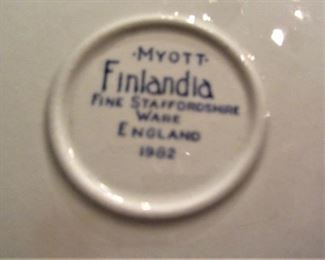 ·MYOTT·
Finlandia
FINE STAFFORDSHIRE
WARE
ENGLAND
1982